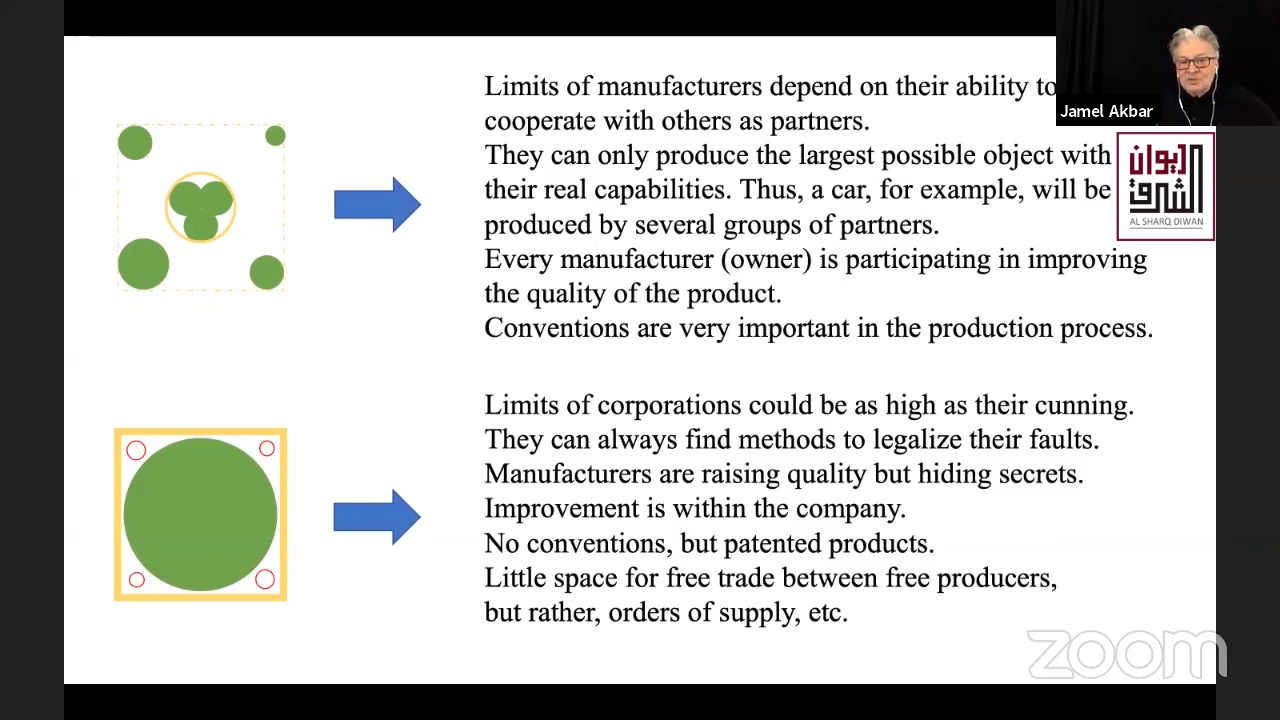 Limits of manufacturers depend on their ability to
cooperate with others as partners.
They can only produce the largest possible object with
their real capabilities. Thus, a car, for example, will be
produced by several groups of partners.
Every manufacturer (owner) is participating in improving
the quality of the product.
Conventions are very important in the production process.
Limits of corporations could be as high as their cunning.
They can always find methods to legalize their faults.
Manufacturers are raising quality but hiding secrets.
Improvement is within the company.
No conventions, but patented products.
Little space for free trade between free producers,
but rather, orders of supply, etc.
Jamel Akbar
ديوان
الشرق
AL SHARQ DIWAN
zoom